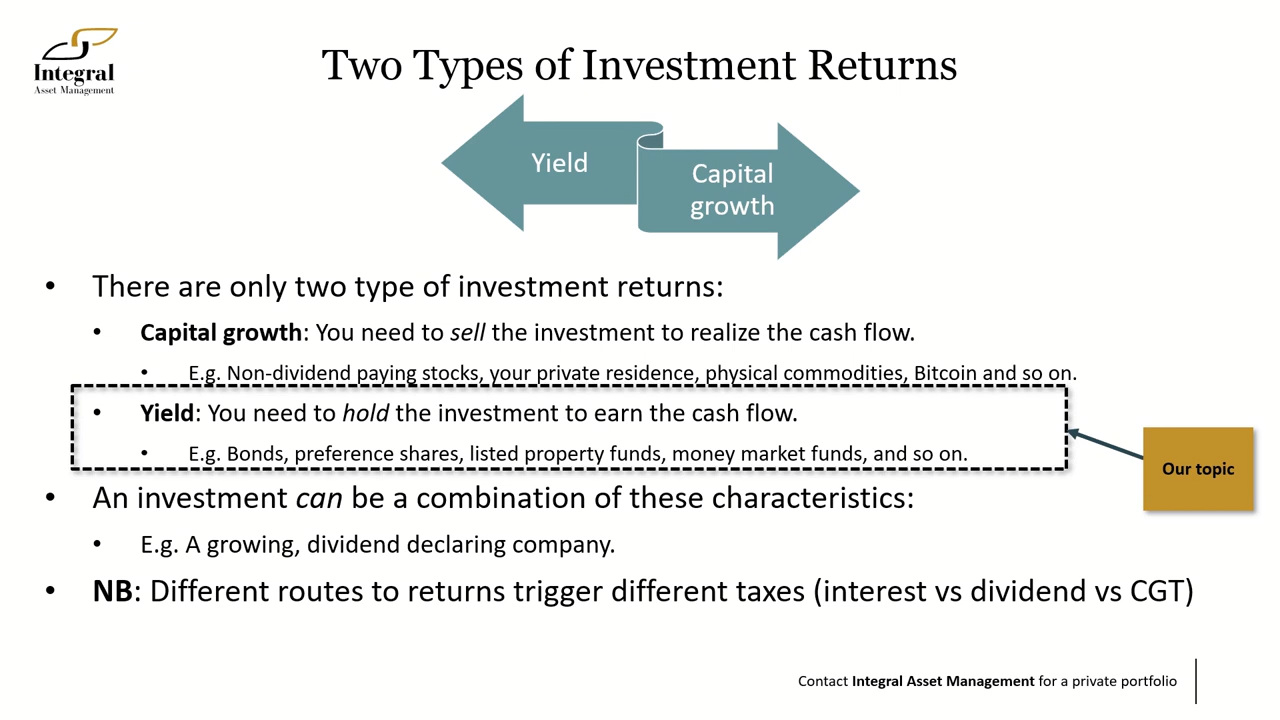 Integral
Asset Management
Two Types of Investment Returns
Yield
Capital
growth
• There are only two type of investment returns:
• Capital growth: You need to sell the investment to realize the cash flow.
• E.g. Non-dividend paying stocks, your private residence, physical commodities, Bitcoin and so on.
• Yield: You need to hold the investment to earn the cash flow.
• E.g. Bonds, preference shares, listed property funds, money market funds, and so on.
Our topic
• An investment can be a combination of these characteristics:
• E.g. A growing, dividend declaring company.
• NB: Different routes to returns trigger different taxes (interest vs dividend vs CGT)
Contact Integral Asset Management for a private portfolio